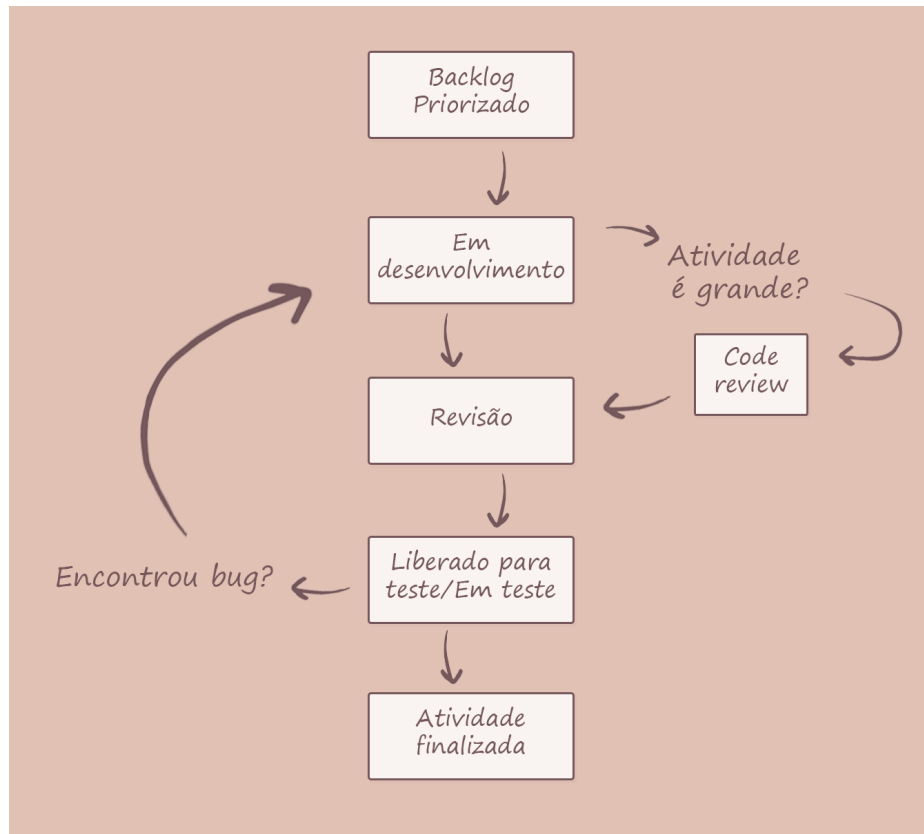 Backlog
Priorizado
Em
desenvolvimento
Atividade
é grande?
Code
review
Revisão
Liberado para
teste/Em teste
Encontrou bug?
Atividade
finalizada